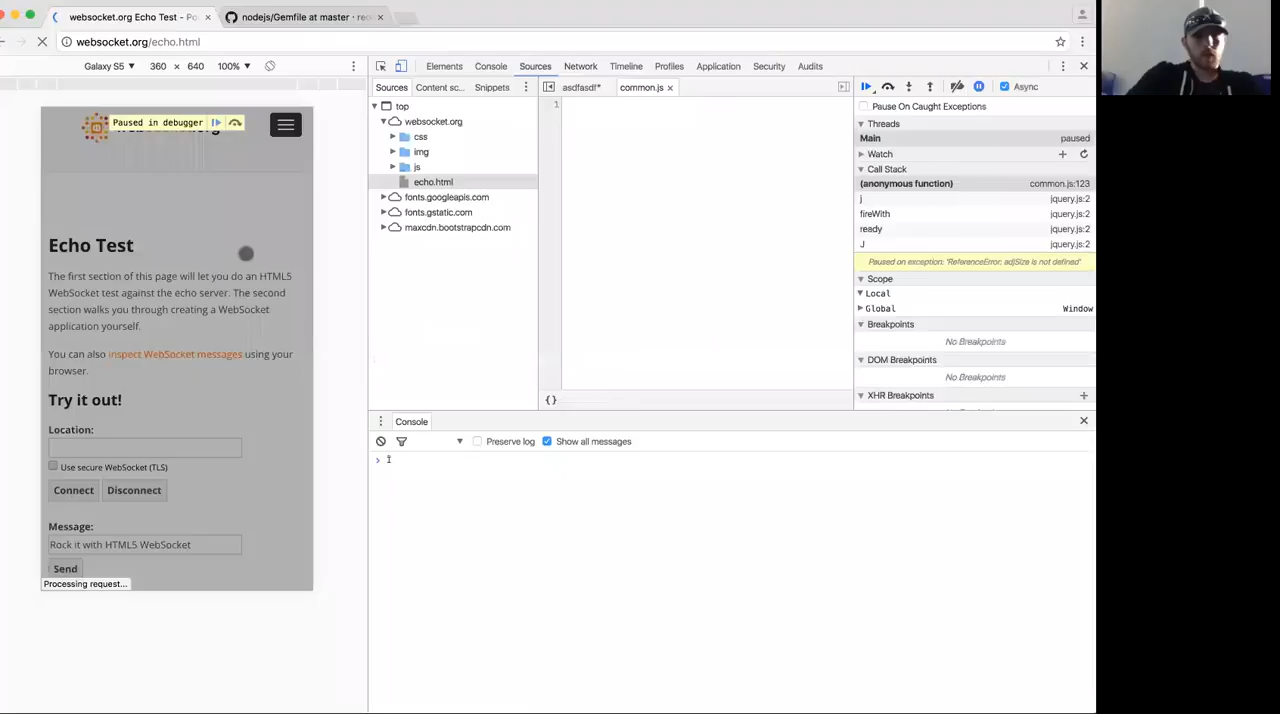 websocket.org Echo Test - Po
nodejs/Gemfile at master · reo
websocket.org/echo.html
Galaxy S5 ▼ 360 × 640 100% ▼
Elements Console Sources Network Timeline Profiles Application Security Audits
Sources Content sc... Snippets
asdfasdf* common.js ×
Async
Pause On Caught Exceptions
Threads
Main paused
Watch
Call Stack
(anonymous function) common.js:123
j jquery.js:2
fireWith jquery.js:2
ready jquery.js:2
J jquery.js:2
Paused on exception: 'ReferenceError: adjSize is not defined'
Scope
Local
Global Window
Breakpoints
No Breakpoints
DOM Breakpoints
No Breakpoints
XHR Breakpoints
top
websocket.org
css
img
js
echo.html
fonts.googleapis.com
fonts.gstatic.com
maxcdn.bootstrapcdn.com
1
{}
Paused in debugger
Echo Test
The first section of this page will let you do an HTML5
WebSocket test against the echo server. The second
section walks you through creating a WebSocket
application yourself.
You can also inspect WebSocket messages using your
browser.
Try it out!
Location:
Use secure WebSocket (TLS)
Connect Disconnect
Message:
Rock it with HTML5 WebSocket
Send
Processing request...
Console
Preserve log Show all messages